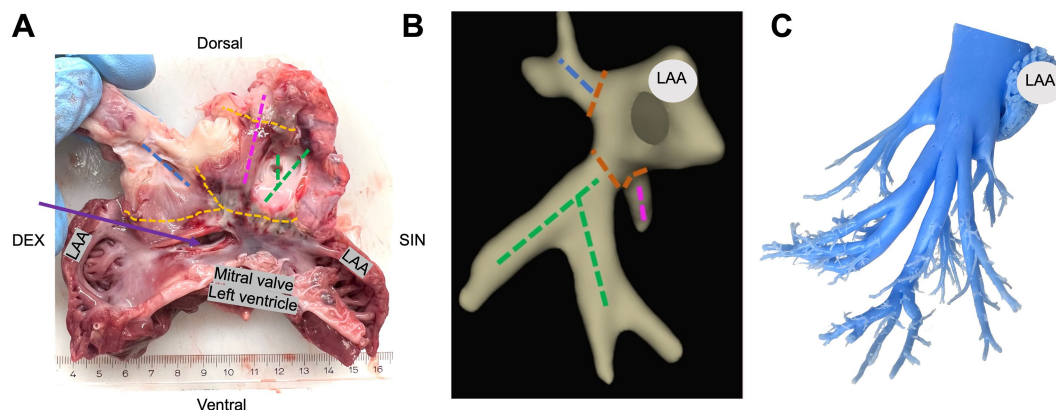 A
B
C
Dorsal
DEX
SIN
LAA
LAA
Mitral valve
Left ventricle
4 5 6 7 8 9 10 11 12 13 14 15 16
Ventral
LAA
LAA